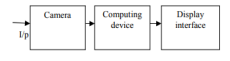 Camera
Computing
device
Display
interface
I/p